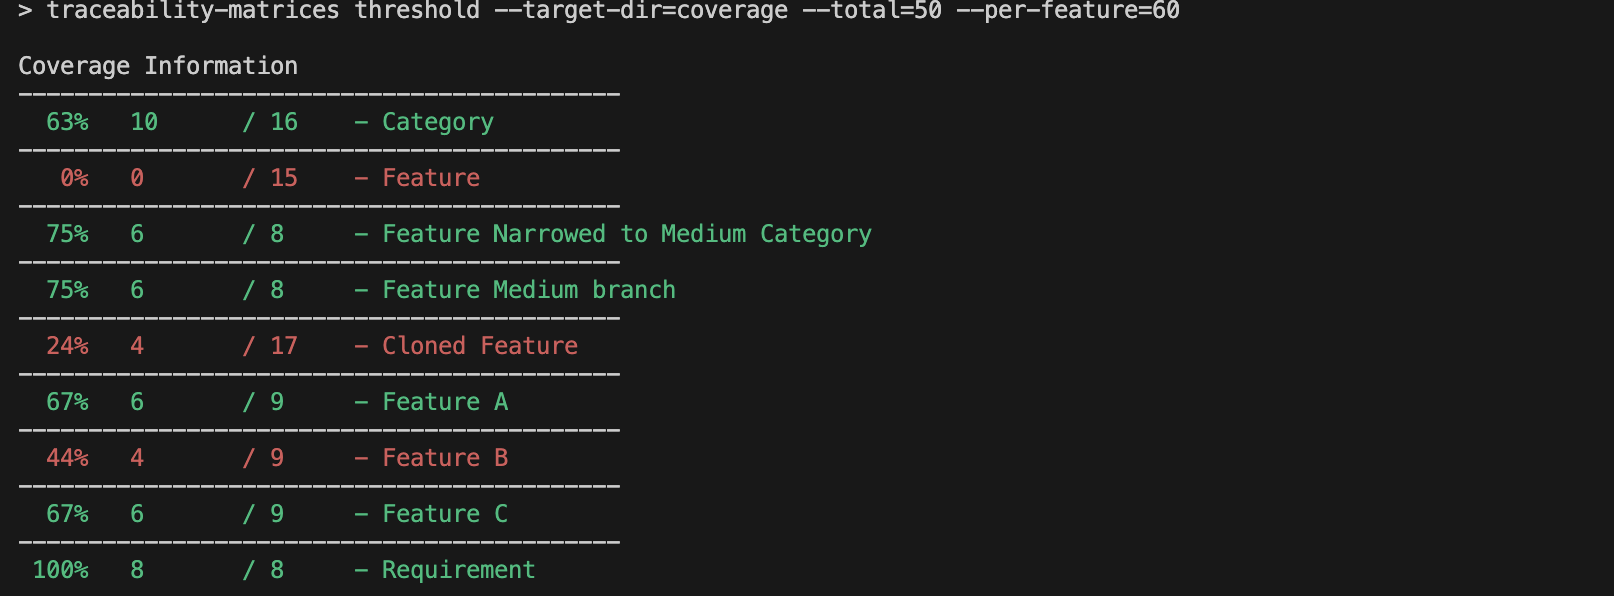 > traceability-matrices threshold --target-dir=coverage --total=50 --per-feature=60
Coverage Information
-------------------------------------------
63% 10 / 16 - Category
-------------------------------------------
0% 0 / 15 - Feature
-------------------------------------------
75% 6 / 8 - Feature Narrowed to Medium Category
-------------------------------------------
75% 6 / 8 - Feature Medium branch
-------------------------------------------
24% 4 / 17 - Cloned Feature
-------------------------------------------
67% 6 / 9 - Feature A
-------------------------------------------
44% 4 / 9 - Feature B
-------------------------------------------
67% 6 / 9 - Feature C
-------------------------------------------
100% 8 / 8 - Requirement